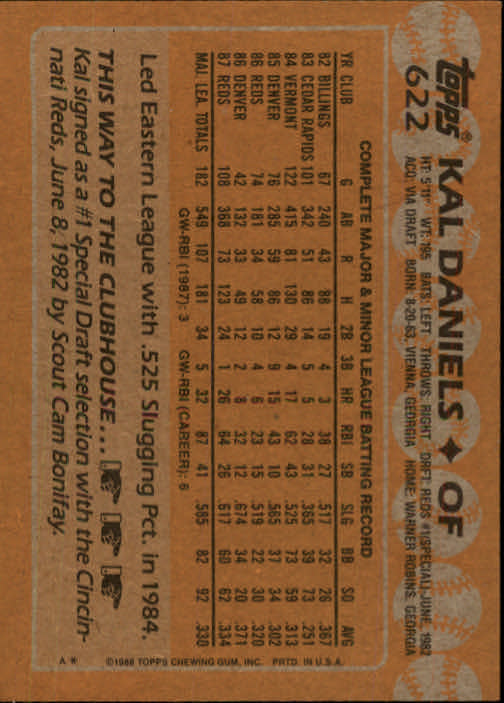 Topps®
622
KAL DANIELS ✦ OF
HT: 5'11" WT: 195 BATS: LEFT THROWS: RIGHT DRFT: REDS #1(SPECIAL)-JUNE, 1982
ACQ: VIA DRAFT BORN: 8-20-63, VIENNA, GEORGIA HOME: WARNER ROBINS, GEORGIA
COMPLETE MAJOR & MINOR LEAGUE BATTING RECORD
YR CLUB G AB R H 2B 3B HR RBI SB SLG BB SO AVG
82 BILLINGS 67 240 43 88 19 4 3 38 27 .517 32 26 .367
83 CEDAR RAPIDS 101 342 51 86 14 5 5 28 31 .365 39 73 .251
84 VERMONT 122 415 81 130 29 4 17 62 43 .575 73 59 .313
85 DENVER 76 285 59 86 12 9 15 43 10 .565 37 34 .302
86 REDS 74 181 34 58 10 4 6 23 15 .519 22 30 .320
86 DENVER 42 132 33 49 12 2 8 32 12 .674 34 20 .371
87 REDS 108 368 73 123 24 1 26 64 26 .617 60 62 .334
MAJ. LEA. TOTALS 182 549 107 181 34 5 32 87 41 .585 82 92 .330
GW-RBI (1987): 3 GW-RBI (CAREER): 6
Led Eastern League with .525 Slugging Pct. in 1984.
THIS WAY TO THE CLUBHOUSE . . .
Kal signed as a #1 Special Draft selection with the Cincin-
nati Reds, June 8, 1982 by Scout Cam Bonifay.
A * ©1988 TOPPS CHEWING GUM, INC. PRTD. IN U.S.A.